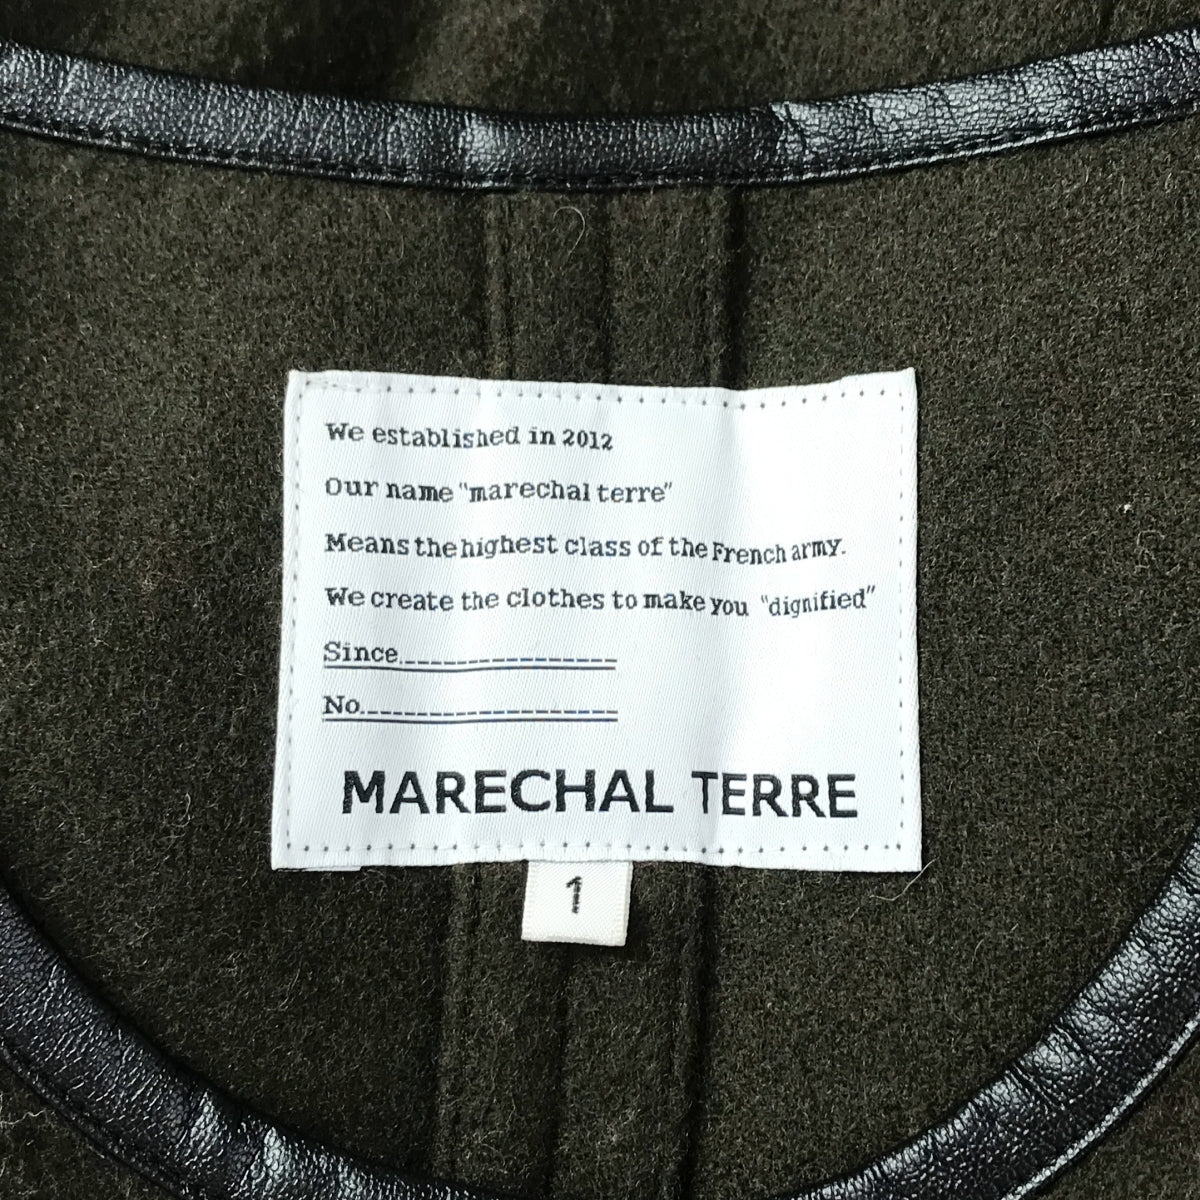 We established in 2012
Our name "marechal terre"
Means the highest class of the French army.
We create the clothes to make you "dignified"
Since
No.
MARECHAL TERRE
1